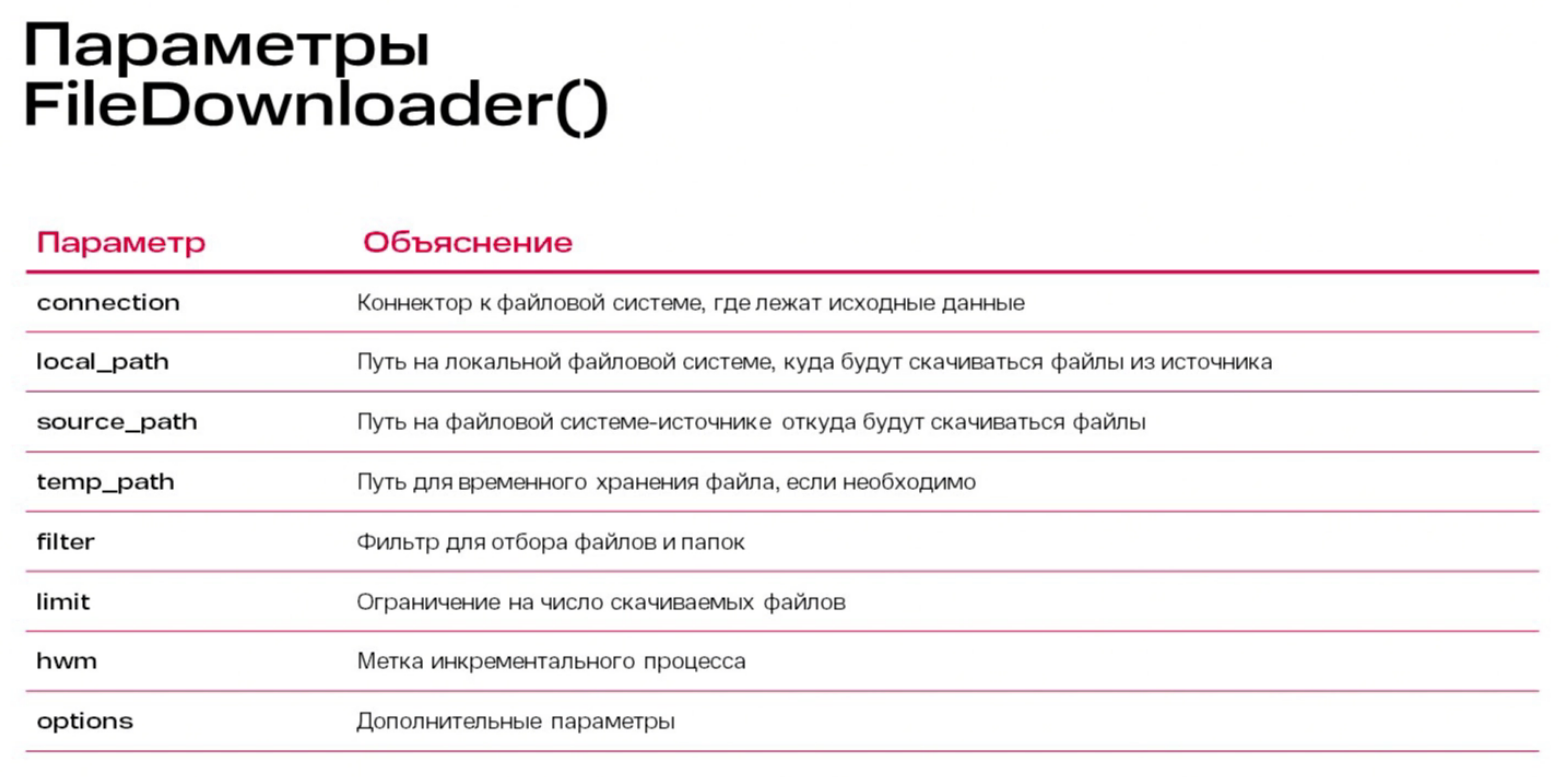 Параметры
FileDownloader()
Параметр Объяснение
connection Коннектор к файловой системе, где лежат исходные данные
local_path Путь на локальной файловой системе, куда будут скачиваться файлы из источника
source_path Путь на файловой системе-источнике откуда будут скачиваться файлы
temp_path Путь для временного хранения файла, если необходимо
filter Фильтр для отбора файлов и папок
limit Ограничение на число скачиваемых файлов
hwm Метка инкрементального процесса
options Дополнительные параметры